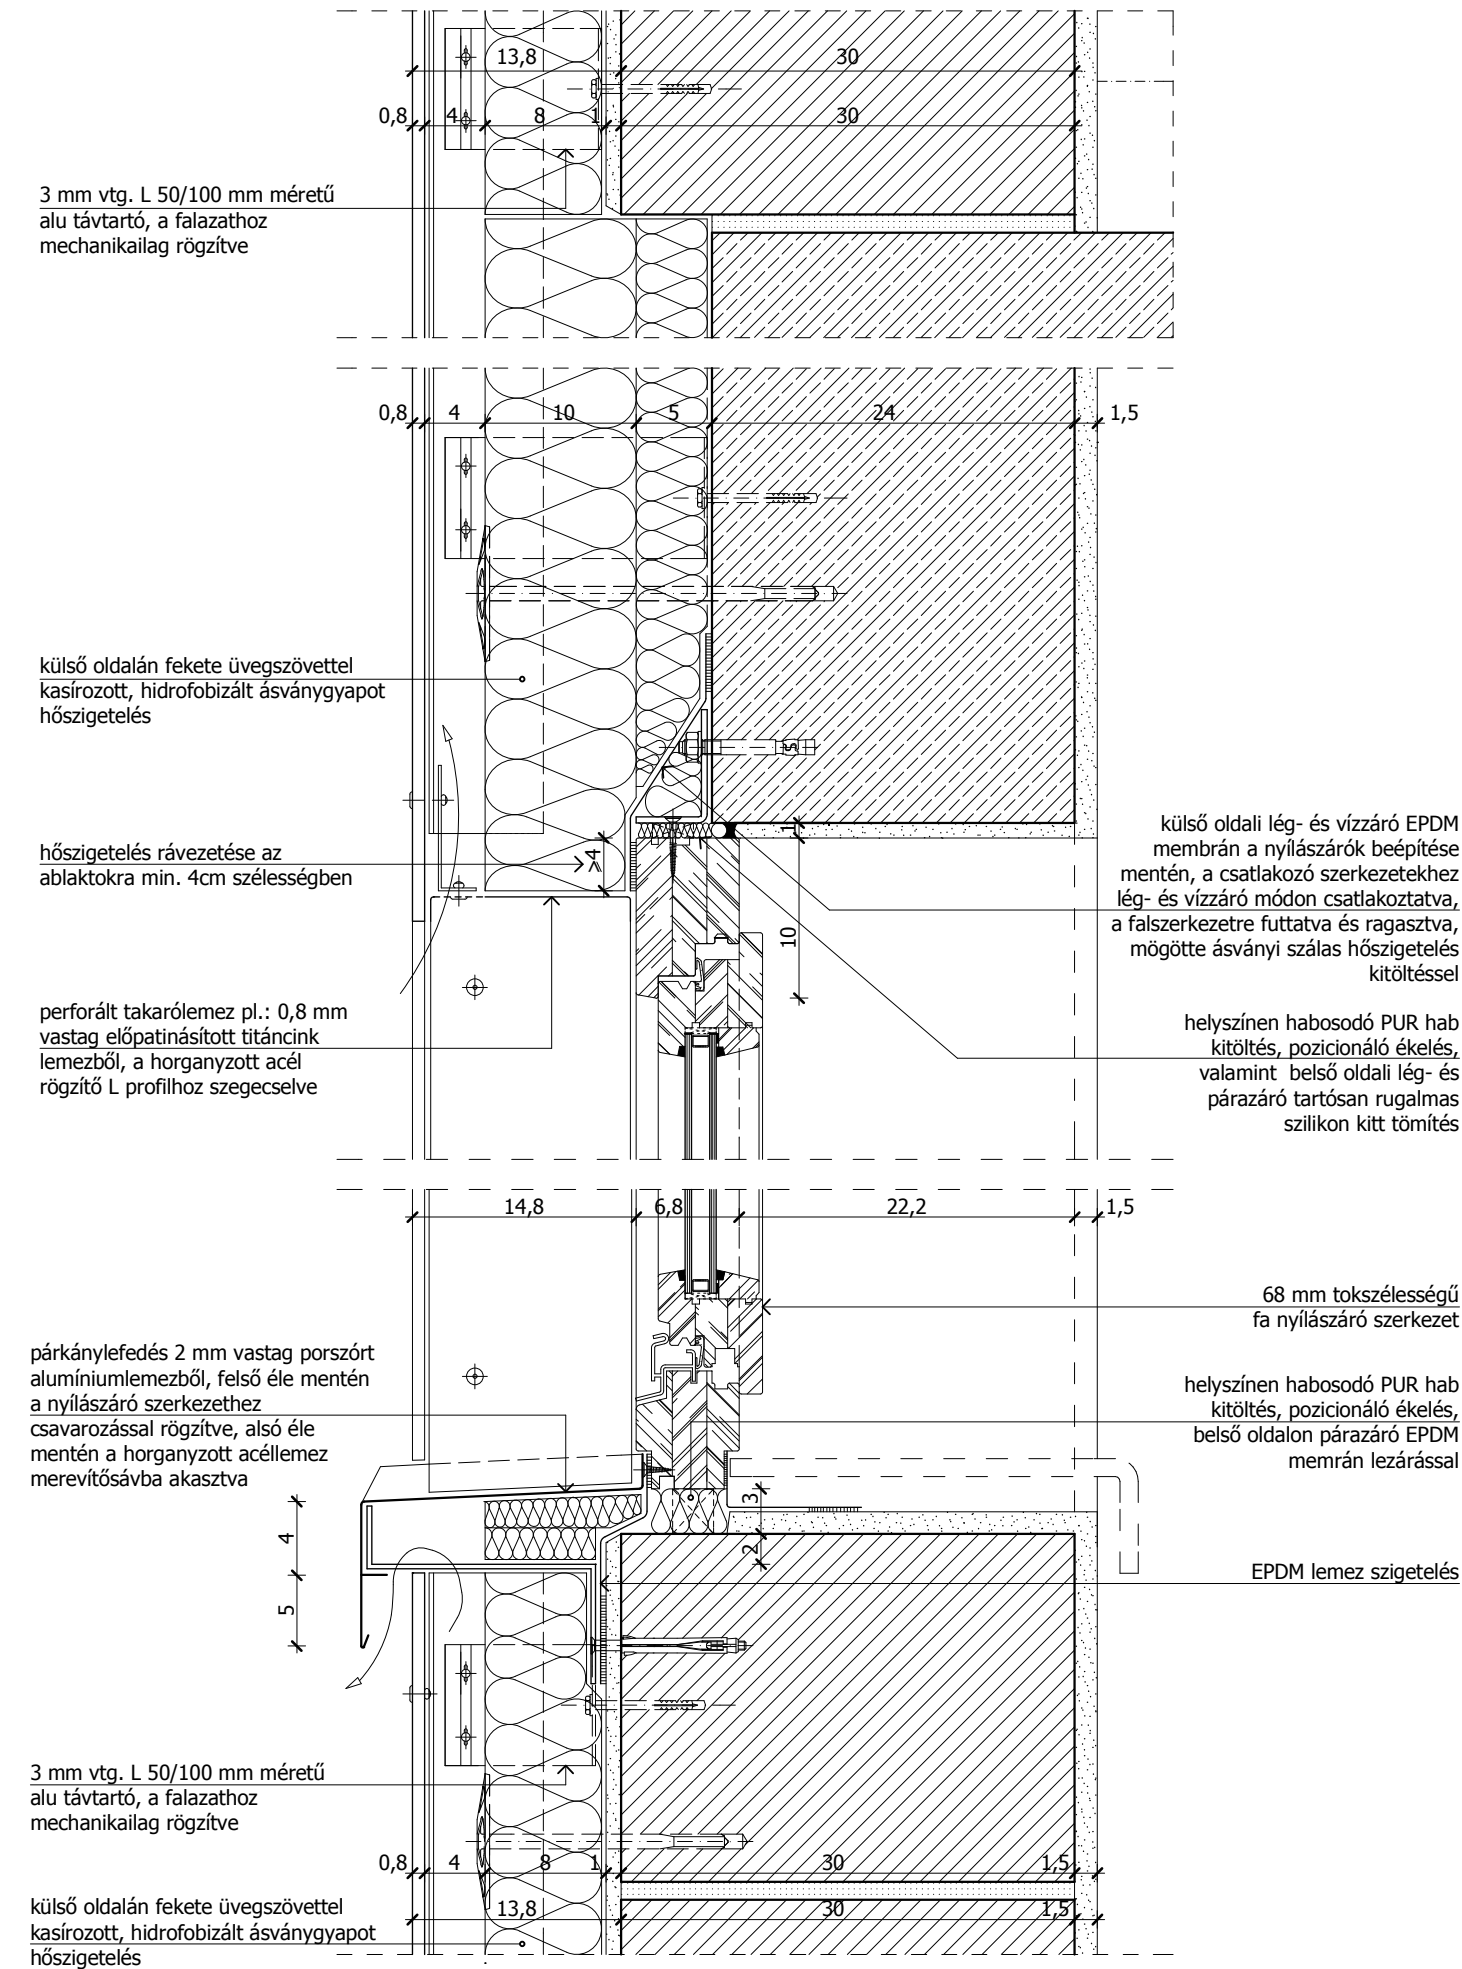 13,8
30
0,8
4
8
1
30
3 mm vtg. L 50/100 mm méretű
alu távtartó, a falazathoz
mechanikailag rögzítve
0,8
4
10
5
24
1,5
külső oldalán fekete üvegszövettel
kasírozott, hidrofobizált ásványgyapot
hőszigetelés
S
hőszigetelés rávezetése az
ablaktokra min. 4cm szélességben
≥4
1
10
külső oldali lég- és vízzáró EPDM
membrán a nyílászárók beépítése
mentén, a csatlakozó szerkezetekhez
lég- és vízzáró módon csatlakoztatva,
a falszerkezetre futtatva és ragasztva,
mögötte ásványi szálas hőszigetelés
kitöltéssel
perforált takarólemez pl.: 0,8 mm
vastag előpatinásított titáncink
lemezből, a horganyzott acél
rögzítő L profilhoz szegecselve
helyszínen habosodó PUR hab
kitöltés, pozicionáló ékelés,
valamint belső oldali lég- és
párazáró tartósan rugalmas
szilikon kitt tömítés
14,8
6,8
22,2
1,5
68 mm tokszélességű
fa nyílászáró szerkezet
párkánylefedés 2 mm vastag porszórt
alumíniumlemezből, felső éle mentén
a nyílászáró szerkezethez
csavarozással rögzítve, alsó éle
mentén a horganyzott acéllemez
merevítősávba akasztva
helyszínen habosodó PUR hab
kitöltés, pozicionáló ékelés,
belső oldalon párazáró EPDM
memrán lezárással
4
5
3
2
EPDM lemez szigetelés
3 mm vtg. L 50/100 mm méretű
alu távtartó, a falazathoz
mechanikailag rögzítve
0,8
4
8
1
30
1,5
13,8
30
1,5
külső oldalán fekete üvegszövettel
kasírozott, hidrofobizált ásványgyapot
hőszigetelés